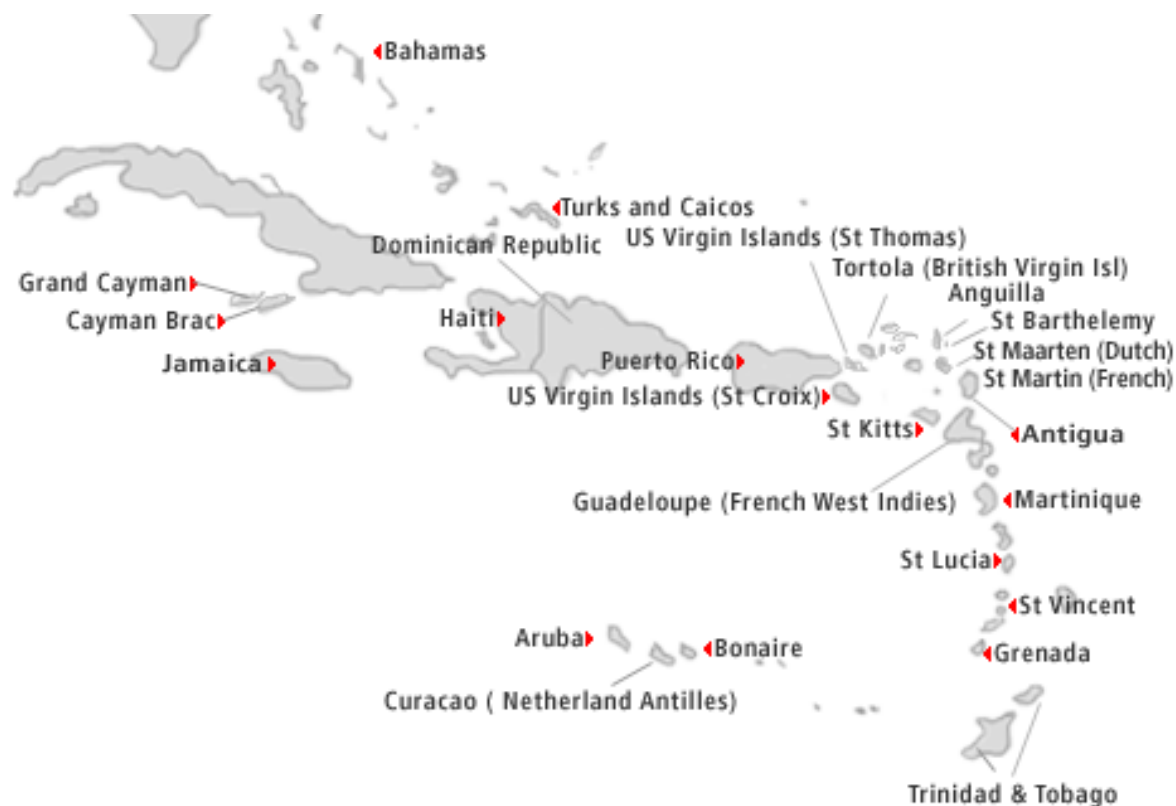 Bahamas
Turks and Caicos
US Virgin Islands (St Thomas)
Dominican Republic
Tortola (British Virgin Isl)
Grand Cayman
Anguilla
Cayman Brac
Haiti
St Barthelemy
St Maarten (Dutch)
Jamaica
Puerto Rico
St Martin (French)
US Virgin Islands (St Croix)
St Kitts
Antigua
Guadeloupe (French West Indies)
Martinique
St Lucia
St Vincent
Aruba
Bonaire
Grenada
Curacao ( Netherland Antilles)
Trinidad & Tobago